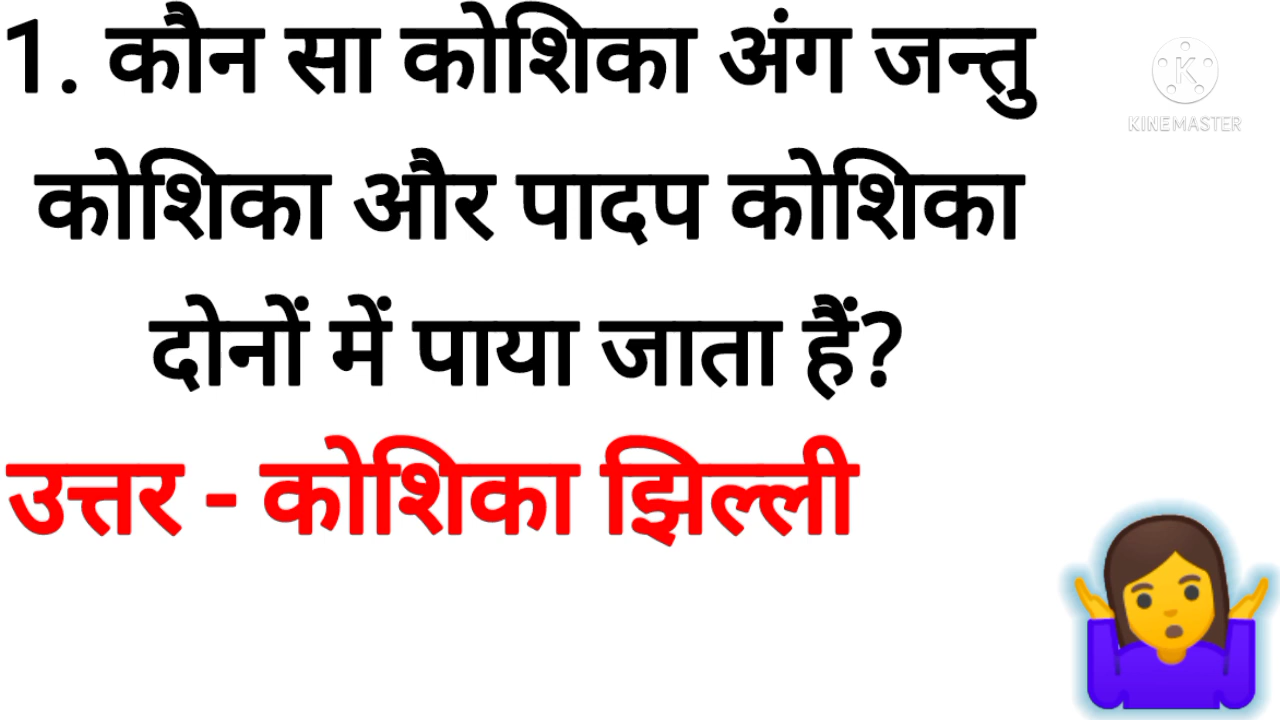 1. कौन सा कोशिका अंग जन्तु
कोशिका और पादप कोशिका
दोनों में पाया जाता हैं?
उत्तर - कोशिका झिल्ली
K
KINEMASTER